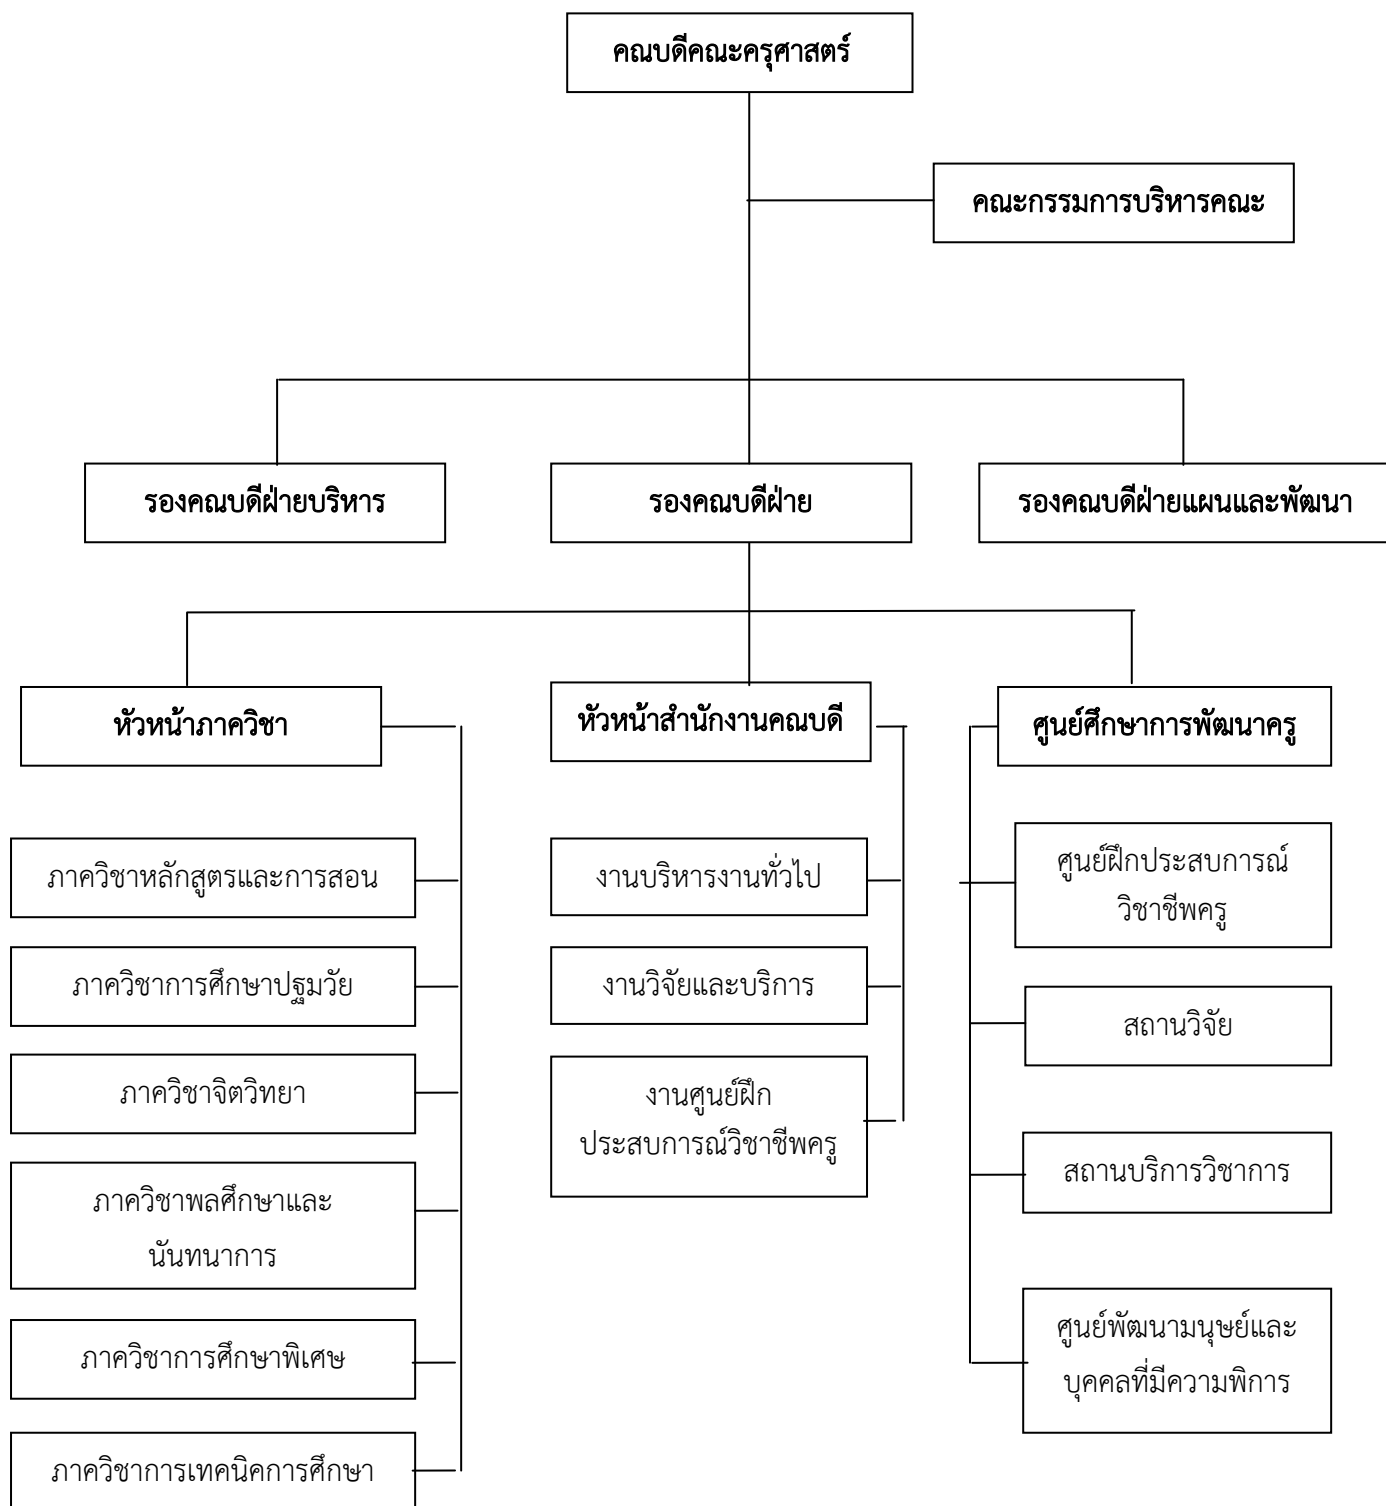 คณบดีคณะครุศาสตร์
คณะกรรมการบริหารคณะ
รองคณบดีฝ่ายบริหาร
รองคณบดีฝ่าย
รองคณบดีฝ่ายแผนและพัฒนา
หัวหน้าภาควิชา
หัวหน้าสำนักงานคณบดี
ศูนย์ศึกษาการพัฒนาครู
ภาควิชาหลักสูตรและการสอน
ภาควิชาการศึกษาปฐมวัย
ภาควิชาจิตวิทยา
ภาควิชาพลศึกษาและ
นันทนาการ
ภาควิชาการศึกษาพิเศษ
ภาควิชาการเทคนิคการศึกษา
งานบริหารงานทั่วไป
งานวิจัยและบริการ
งานศูนย์ฝึก
ประสบการณ์วิชาชีพครู
ศูนย์ฝึกประสบการณ์
วิชาชีพครู
สถานวิจัย
สถานบริการวิชาการ
ศูนย์พัฒนามนุษย์และ
บุคคลที่มีความพิการ